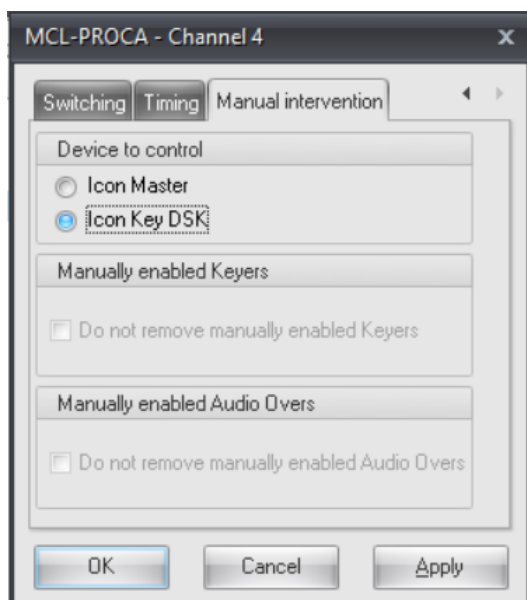 MCL-PROCA - Channel 4
Switching Timing Manual intervention
Device to control
Icon Master
Icon Key DSK
Manually enabled Keyers
Do not remove manually enabled Keyers
Manually enabled Audio Overs
Do not remove manually enabled Audio Overs
OK Cancel Apply